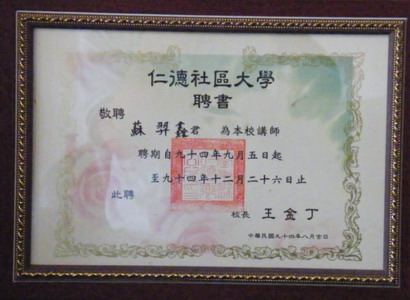 仁德社區大學
聘書
敬聘
蘇羿鑫君 為本校講師
聘期自九十四年九月五日起
至九十四年十二月二十六日止
此聘
校長 王金丁
中華民國九十四年八月 日